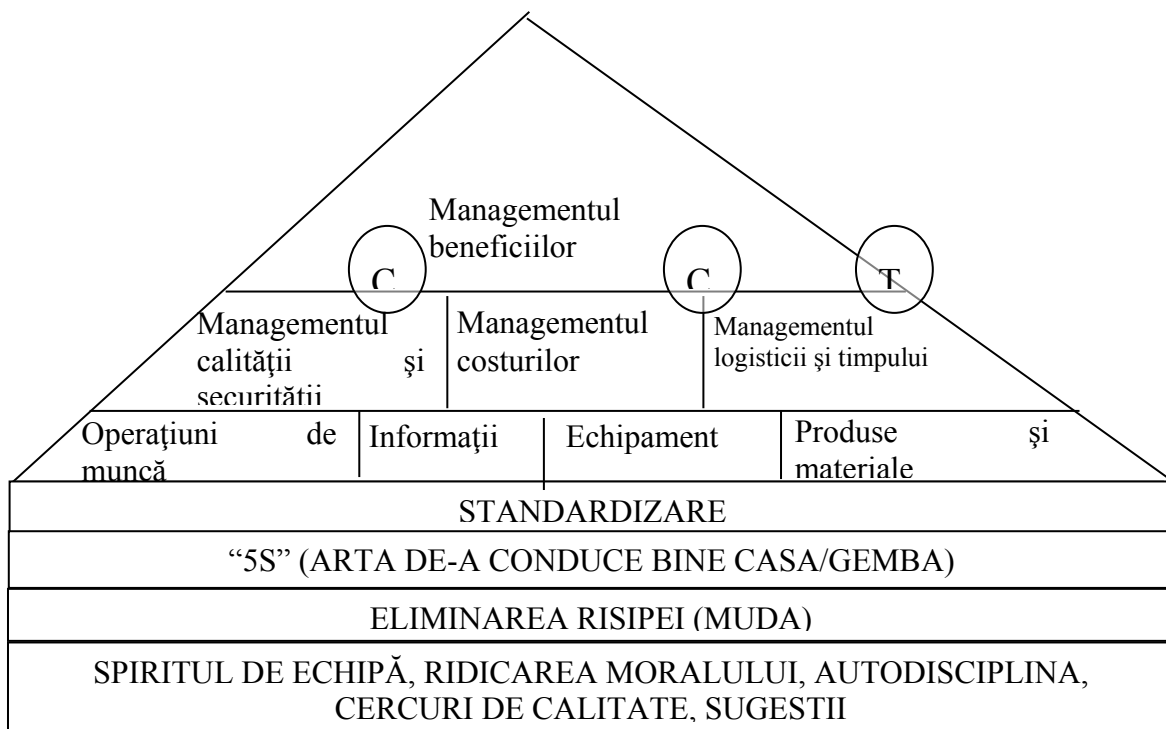 Managementul
beneficiilor
C
C
T
Managementul
calităţii şi
securităţii
Managementul
costurilor
Managementul
logisticii şi timpului
Operaţiuni de
muncă
Informaţii
Echipament
Produse şi
materiale
STANDARDIZARE
“5S” (ARTA DE-A CONDUCE BINE CASA/GEMBA)
ELIMINAREA RISIPEI (MUDA)
SPIRITUL DE ECHIPĂ, RIDICAREA MORALULUI, AUTODISCIPLINA,
CERCURI DE CALITATE, SUGESTII